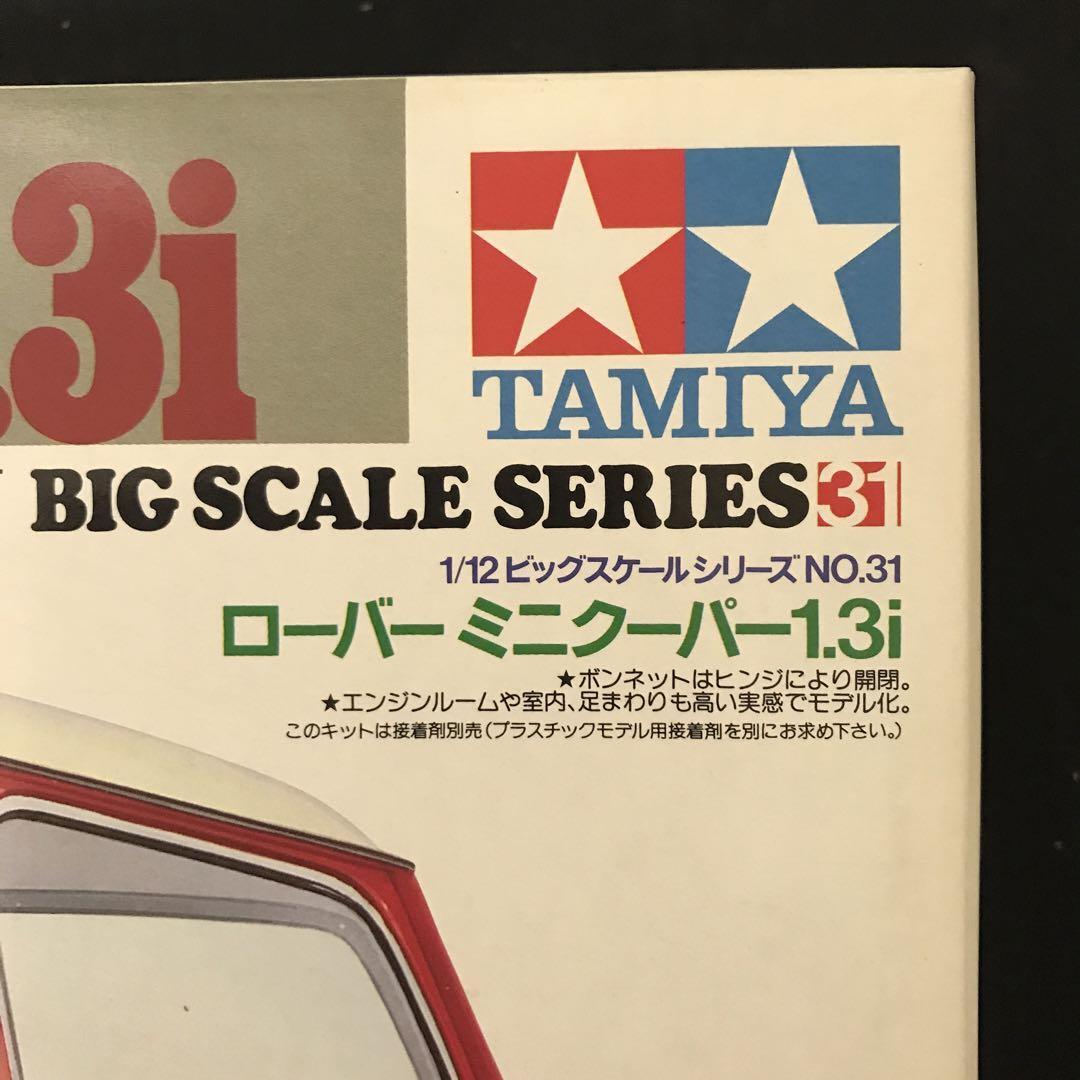 .3i
TAMIYA
BIG SCALE SERIES 31
1/12 ビッグスケールシリーズ NO.31
ローバー ミニクーパー1.3i
★ボンネットはヒンジにより開閉。
★エンジンルームや室内、足まわりも高い実感でモデル化。
このキットは接着剤別売(プラスチックモデル用接着剤を別にお求め下さい。)